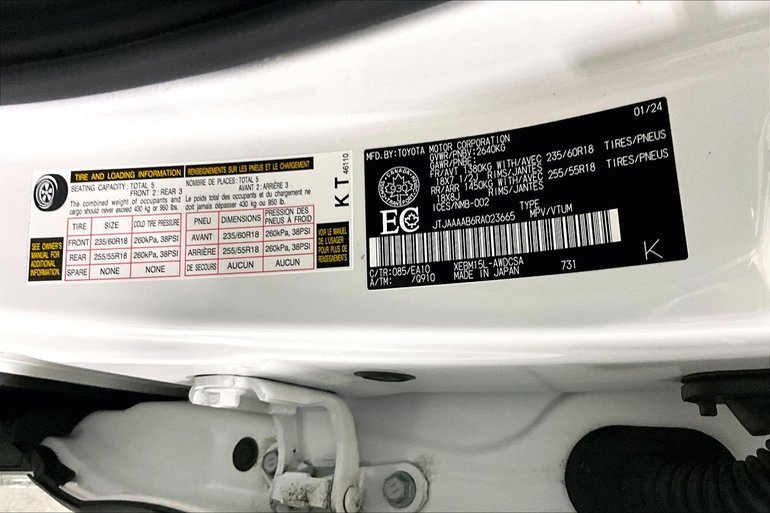 TIRE AND LOADING INFORMATION
RENSEIGNEMENTS SUR LES PNEUS ET LE CHARGEMENT
SEATING CAPACITY: TOTAL 5
FRONT 2: REAR 3
NOMBRE DE PLACES: TOTAL 5
AVANT 2: ARRIÈRE 3
The combined weight of occupants and
cargo should never exceed 430 kg or 950 lb.
Le poids total des occupants et du chargement ne
doit jamais dépasser 430 kg ou 950 lb.
SEE OWNER'S
MANUAL FOR
ADDITIONAL
INFORMATION.
TIRE SIZE COLD TIRE PRESSURE
FRONT 235/60R18 260kPa, 38PSI
REAR 255/55R18 260kPa, 38PSI
SPARE NONE NONE
PNEU DIMENSIONS PRESSION DES PNEUS À FROID
AVANT 235/60R18 260kPa, 38PSI
ARRIÈRE 255/55R18 260kPa, 38PSI
DE SECOURS AUCUN AUCUN
VOIR LE MANUEL
DE L'USAGER
POUR PLUS DE
RENSEIGNEMENTS
KT 46110
01/24
MFD.BY:TOYOTA MOTOR CORPORATION
GVWR/PNBV:2640KG
GAWR/PNBE:
FR/AVT 1380KG WITH/AVEC 235/60R18 TIRES/PNEUS
18X7 1/2J RIMS/JANTES
RR/ARR 1450KG WITH/AVEC 255/55R18 TIRES/PNEUS
18X8J RIMS/JANTES
ICES/NMB-002
CANADA
930
EC
JTJAAAAB6RA023665
TYPE
MPV/VTUM
C/TR:085/EA10 XEBM15L-AWDCSA 731
A/TM: /Q910 MADE IN JAPAN
K